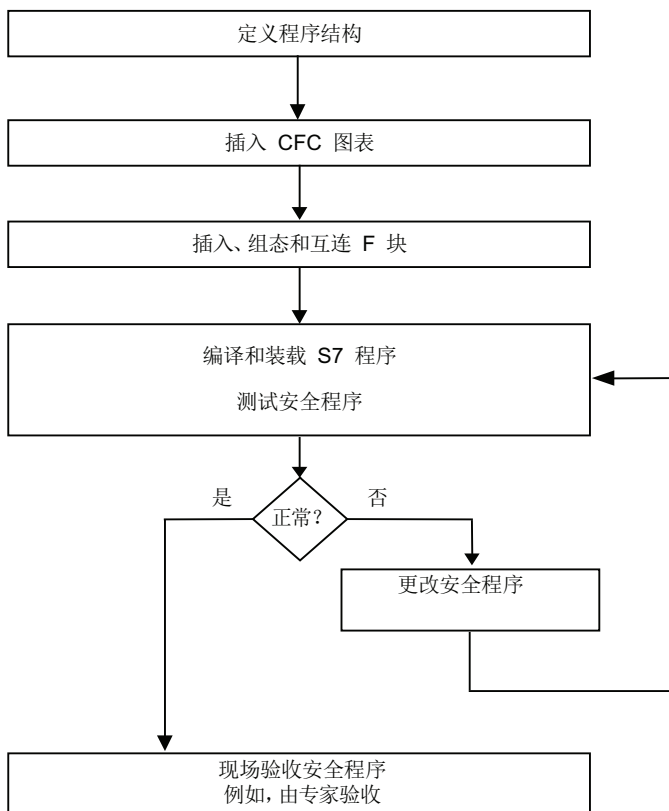 定义程序结构
插入 CFC 图表
插入、组态和互连 F 块
编译和装载 S7 程序
测试安全程序
是
正常？
否
更改安全程序
现场验收安全程序
例如，由专家验收